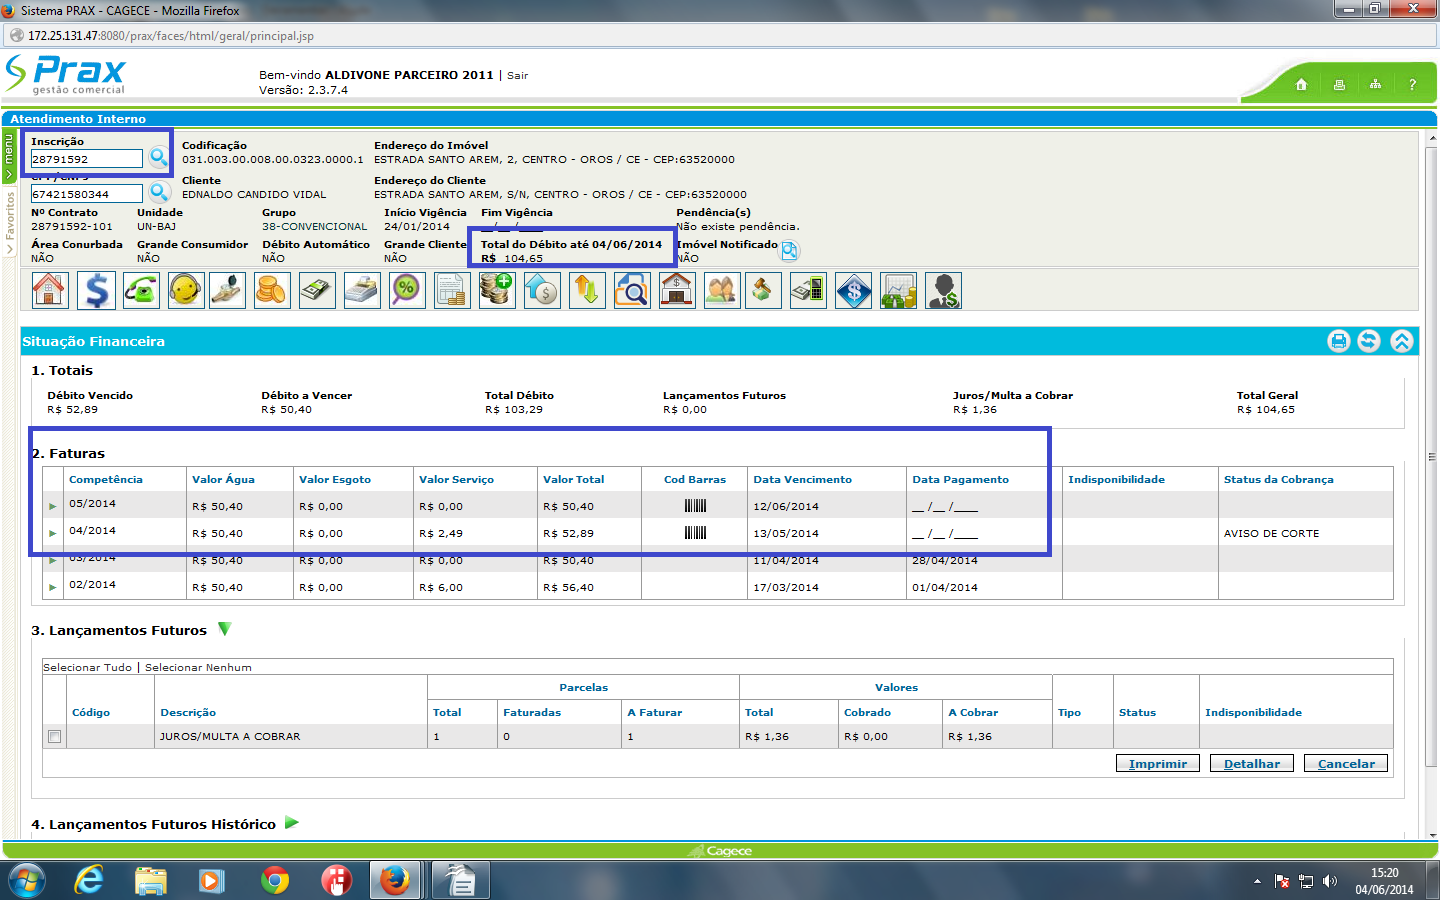 Sistema PRAX - CAGECE - Mozilla Firefox
172.25.131.47:8080/prax/faces/html/geral/principal.jsp
Prax
gestão comercial
Bem-vindo ALDIVONE PARCEIRO 2011 | Sair
Versão: 2.3.7.4
?
Atendimento Interno
menu
Favoritos
Inscrição
28791592
Codificação
031.003.00.008.00.0323.0000.1
Endereço do Imóvel
ESTRADA SANTO AREM, 2, CENTRO - OROS / CE - CEP:63520000
67421580344
Cliente
EDNALDO CANDIDO VIDAL
Endereço do Cliente
ESTRADA SANTO AREM, S/N, CENTRO - OROS / CE - CEP:63520000
Nº Contrato Unidade Grupo Início Vigência Fim Vigência Pendência(s)
28791592-101 UN-BAJ 38-CONVENCIONAL 24/01/2014 __/__/____ Não existe pendência.
Área Conurbada Grande Consumidor Débito Automático Grande Cliente Total do Débito até 04/06/2014 Imóvel Notificado
NÃO NÃO NÃO NÃO R$ 104,65 NÃO
Situação Financeira
1. Totais
Débito Vencido Débito a Vencer Total Débito Lançamentos Futuros Juros/Multa a Cobrar Total Geral
R$ 52,89 R$ 50,40 R$ 103,29 R$ 0,00 R$ 1,36 R$ 104,65
2. Faturas
Competência Valor Água Valor Esgoto Valor Serviço Valor Total Cod Barras Data Vencimento Data Pagamento Indisponibilidade Status da Cobrança
05/2014 R$ 50,40 R$ 0,00 R$ 0,00 R$ 50,40 12/06/2014 __ /__ /____
04/2014 R$ 50,40 R$ 0,00 R$ 2,49 R$ 52,89 13/05/2014 __ /__ /____ AVISO DE CORTE
03/2014 R$ 50,40 R$ 0,00 R$ 0,00 R$ 50,40 11/04/2014 28/04/2014
02/2014 R$ 50,40 R$ 0,00 R$ 6,00 R$ 56,40 17/03/2014 01/04/2014
3. Lançamentos Futuros
Selecionar Tudo | Selecionar Nenhum
Parcelas Valores
Código Descrição Total Faturadas A Faturar Total Cobrado A Cobrar Tipo Status Indisponibilidade
JUROS/MULTA A COBRAR 1 0 1 R$ 1,36 R$ 0,00 R$ 1,36
Imprimir Detalhar Cancelar
4. Lançamentos Futuros Histórico
Cagece
15:20
04/06/2014